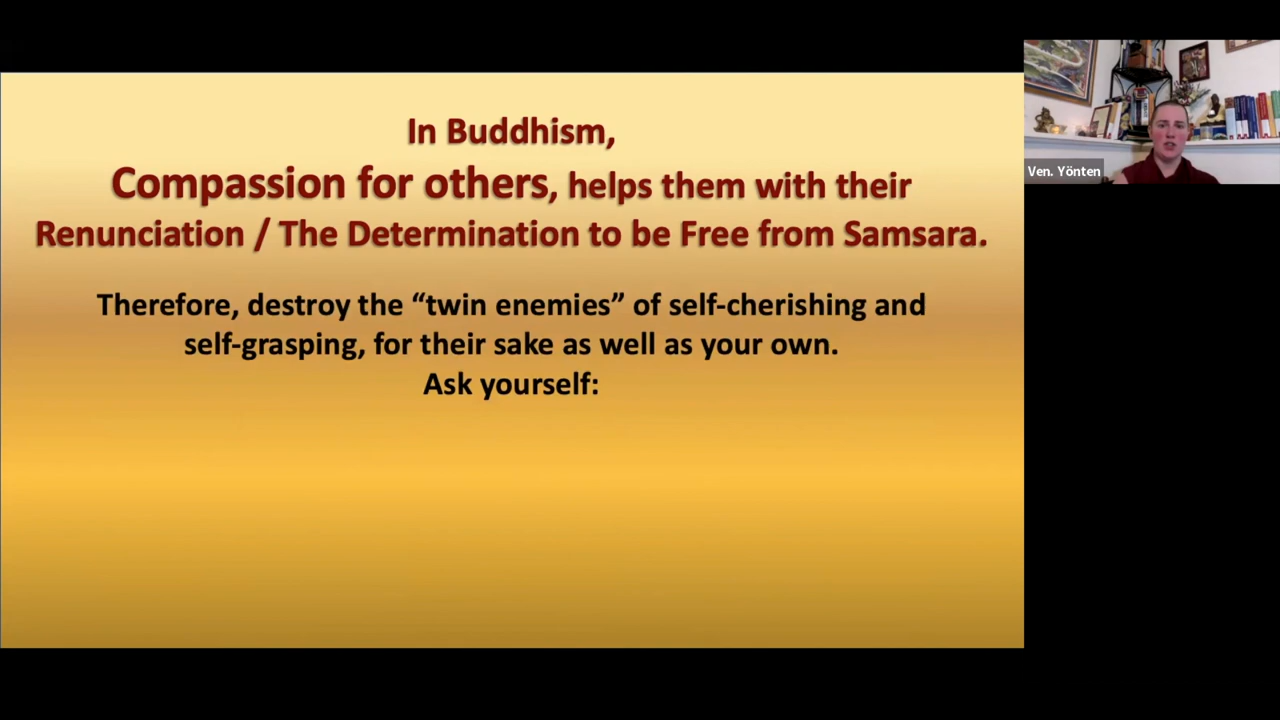 In Buddhism,
Compassion for others, helps them with their
Renunciation / The Determination to be Free from Samsara.
Therefore, destroy the “twin enemies” of self-cherishing and
self-grasping, for their sake as well as your own.
Ask yourself:
Ven. Yönten